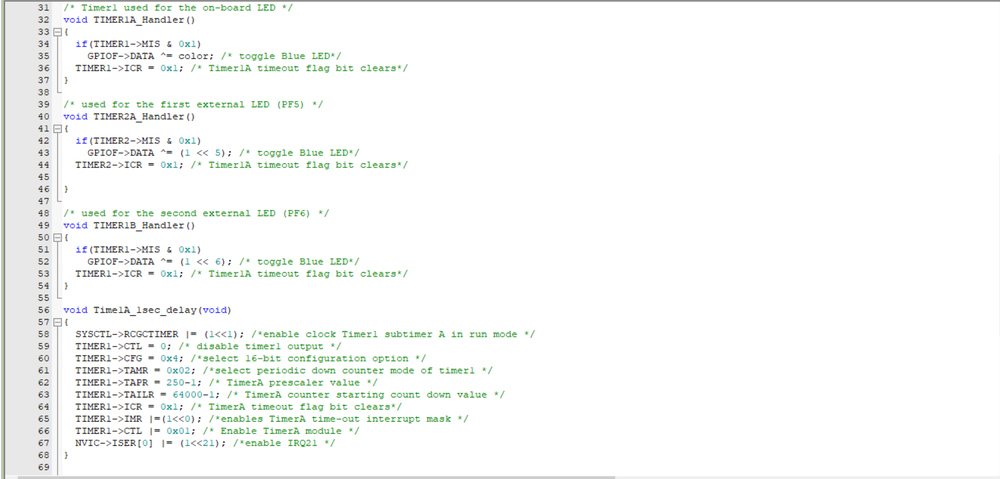 31 /* Timer1 used for the on-board LED */
32 void TIMER1A_Handler()
33 {
34 if(TIMER1->MIS & 0x1)
35 GPIOF->DATA ^= color; /* toggle Blue LED*/
36 TIMER1->ICR = 0x1; /* Timer1A timeout flag bit clears*/
37 }
38
39 /* used for the first external LED (PF5) */
40 void TIMER2A_Handler()
41 {
42 if(TIMER2->MIS & 0x1)
43 GPIOF->DATA ^= (1 << 5); /* toggle Blue LED*/
44 TIMER2->ICR = 0x1; /* Timer1A timeout flag bit clears*/
45
46 }
47
48 /* used for the second external LED (PF6) */
49 void TIMER1B_Handler()
50 {
51 if(TIMER1->MIS & 0x1)
52 GPIOF->DATA ^= (1 << 6); /* toggle Blue LED*/
53 TIMER1->ICR = 0x1; /* Timer1A timeout flag bit clears*/
54 }
55
56 void Time1A_1sec_delay(void)
57 {
58 SYSCTL->RCGCTIMER |= (1<<1); /*enable clock Timer1 subtimer A in run mode */
59 TIMER1->CTL = 0; /* disable timer1 output */
60 TIMER1->CFG = 0x4; /*select 16-bit configuration option */
61 TIMER1->TAMR = 0x02; /*select periodic down counter mode of timer1 */
62 TIMER1->TAPR = 250-1; /* TimerA prescaler value */
63 TIMER1->TAILR = 64000-1; /* TimerA counter starting count down value */
64 TIMER1->ICR = 0x1; /* TimerA timeout flag bit clears*/
65 TIMER1->IMR |=(1<<0); /*enables TimerA time-out interrupt mask */
66 TIMER1->CTL |= 0x01; /* Enable TimerA module */
67 NVIC->ISER[0] |= (1<<21); /*enable IRQ21 */
68 }
69